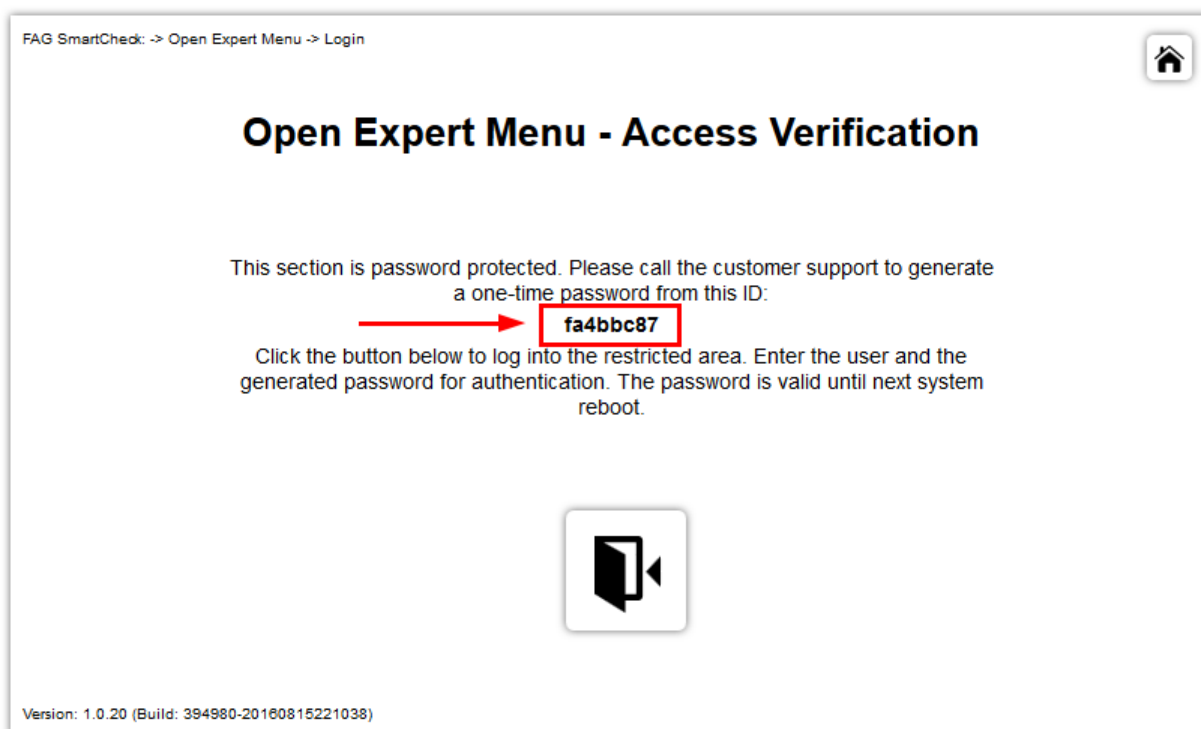 FAG SmartCheck: -> Open Expert Menu -> Login
Open Expert Menu - Access Verification
This section is password protected. Please call the customer support to generate
a one-time password from this ID:
fa4bbc87
Click the button below to log into the restricted area. Enter the user and the
generated password for authentication. The password is valid until next system
reboot.
Version: 1.0.20 (Build: 394980-20160815221038)